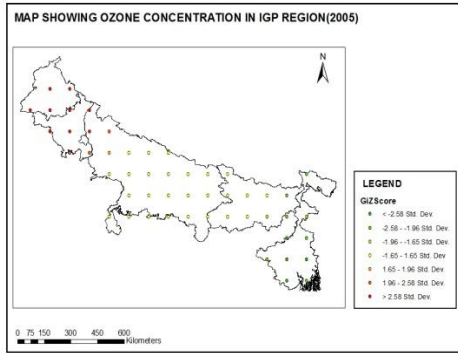 MAP SHOWING OZONE CONCENTRATION IN IGP REGION(2005)
N
LEGEND
GiZScore
< -2.58 Std. Dev.
-2.58 - -1.96 Std. Dev.
-1.96 - -1.65 Std. Dev.
-1.65 - 1.65 Std. Dev.
1.65 - 1.96 Std. Dev.
1.96 - 2.58 Std. Dev.
> 2.58 Std. Dev.
0 75 150 300 450 600
Kilometers